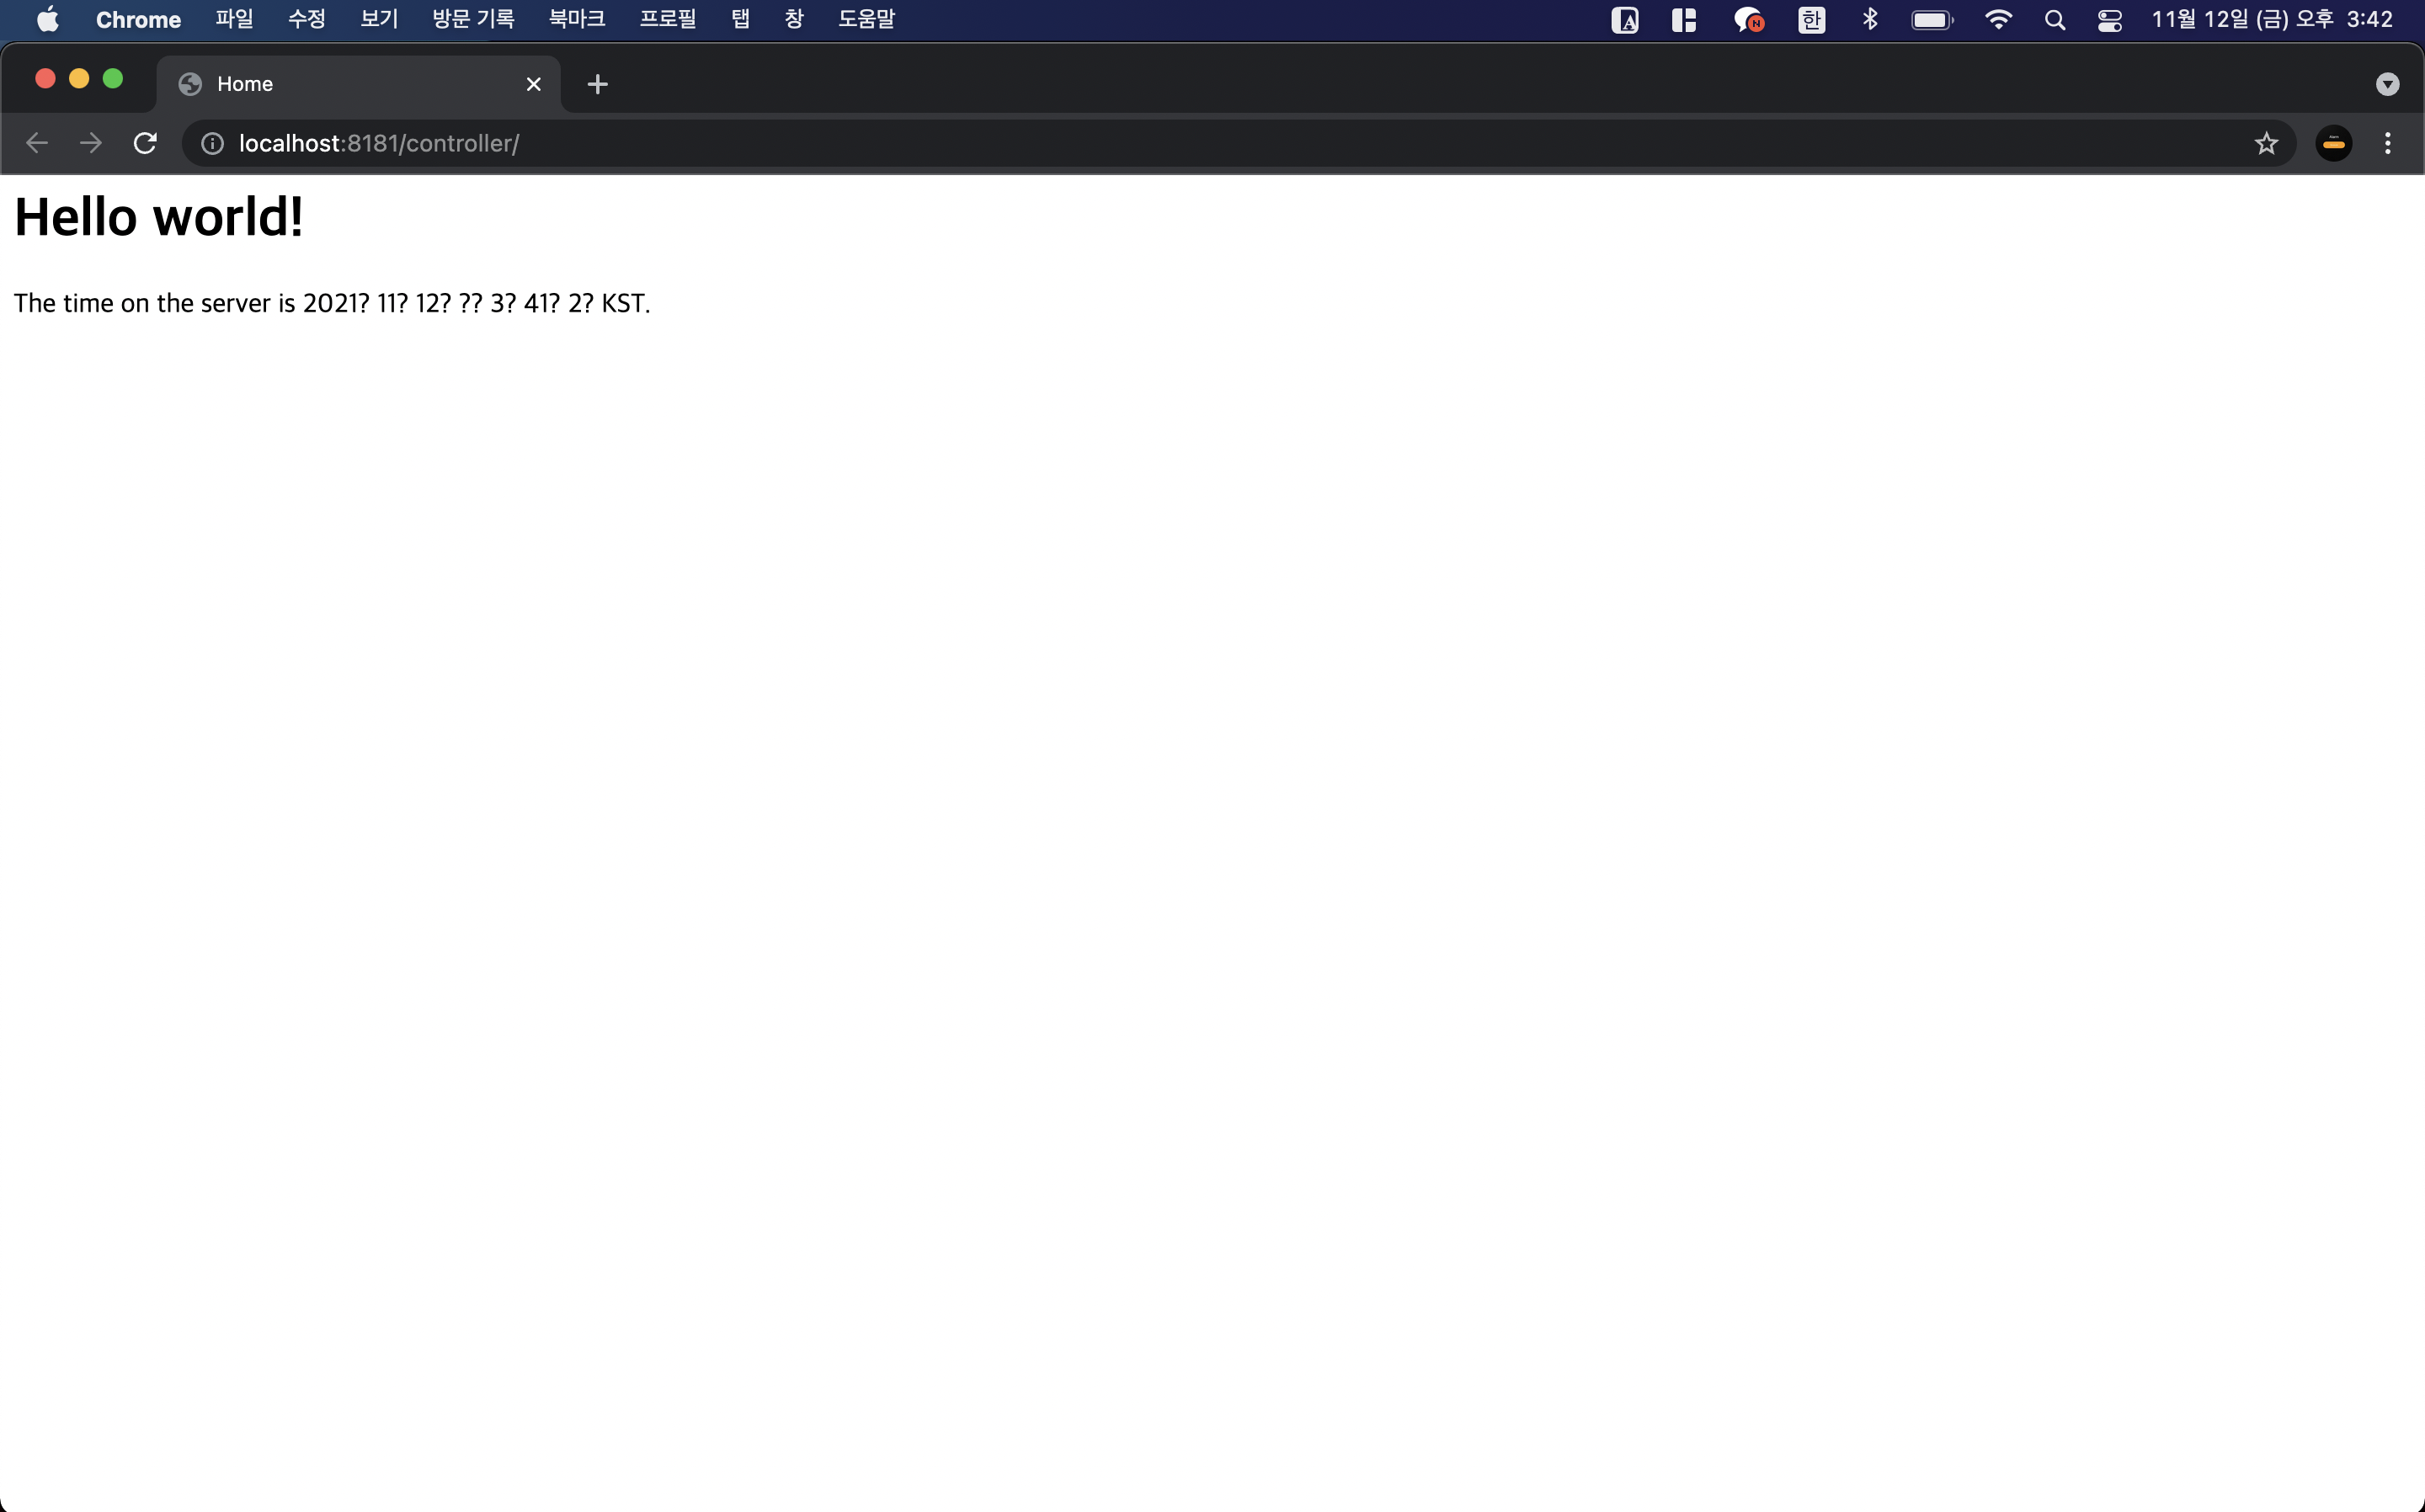 Chrome 파일 수정 보기 방문 기록 북마크 프로필 탭 창 도움말 A 한 11월 12일 (금) 오후 3:42
Home
localhost:8181/controller/
Hello world!
The time on the server is 2021? 11? 12? ?? 3? 41? 2? KST.